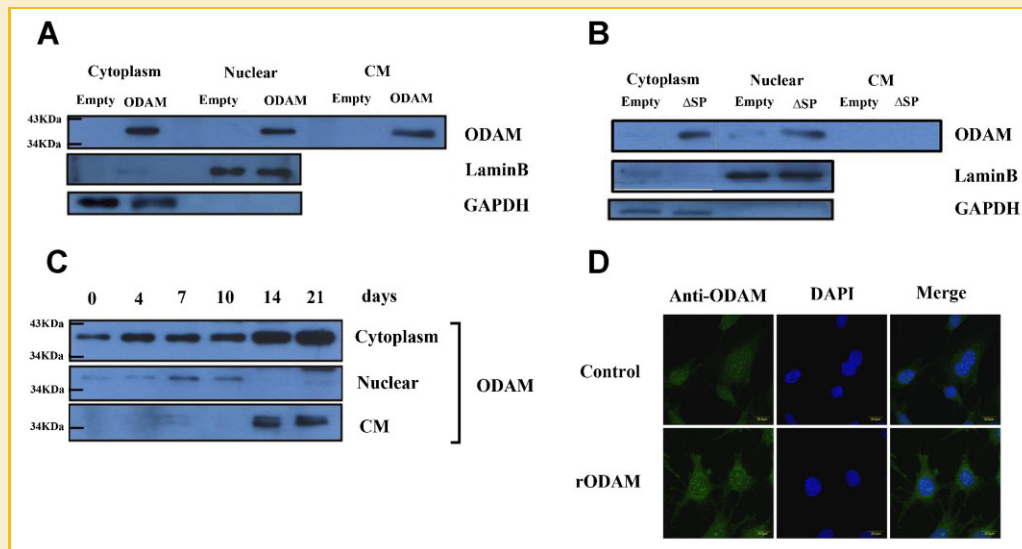 A
Cytoplasm Nuclear CM
Empty ODAM Empty ODAM Empty ODAM
43KDa
34KDa
ODAM
LaminB
GAPDH
B
Cytoplasm Nuclear CM
Empty ΔSP Empty ΔSP Empty ΔSP
ODAM
LaminB
GAPDH
C
0 4 7 10 14 21 days
43KDa
34KDa
Cytoplasm
34KDa
Nuclear
34KDa
CM
ODAM
D
Anti-ODAM DAPI Merge
Control
rODAM